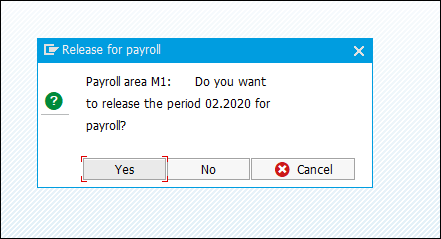 Release for payroll
Payroll area M1: Do you want
to release the period 02.2020 for
payroll?
Yes No Cancel